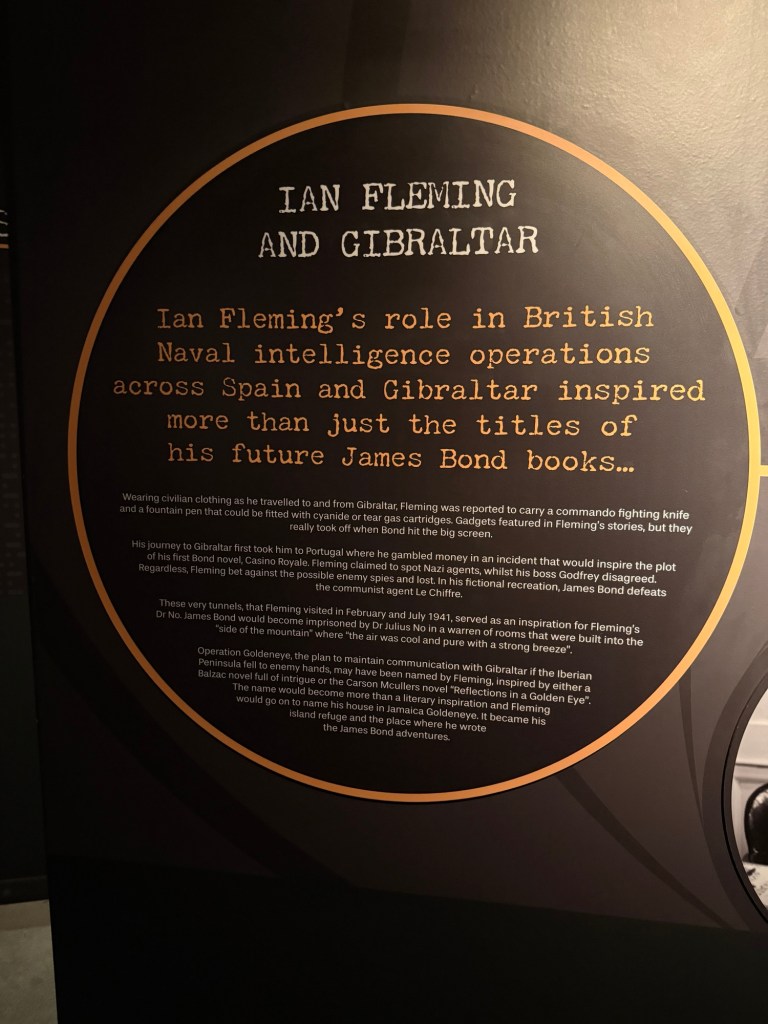 IAN FLEMING
AND GIBRALTAR
Ian Fleming's role in British
Naval intelligence operations
across Spain and Gibraltar inspired
more than just the titles of
his future James Bond books...
Wearing civilian clothing as he travelled to and from Gibraltar, Fleming was reported to carry a commando fighting knife
and a fountain pen that could be fitted with cyanide or tear gas cartridges. Gadgets featured in Fleming's stories, but they
really took off when Bond hit the big screen.
His journey to Gibraltar first took him to Portugal where he gambled money in an incident that would inspire the plot
of his first Bond novel, Casino Royale. Fleming claimed to spot Nazi agents, whilst his boss Godfrey disagreed.
Regardless, Fleming bet against the possible enemy spies and lost. In his fictional recreation, James Bond defeats
the communist agent Le Chiffre.
These very tunnels, that Fleming visited in February and July 1941, served as an inspiration for Fleming's
Dr No. James Bond would become imprisoned by Dr Julius No in a warren of rooms that were built into the
"side of the mountain" where "the air was cool and pure with a strong breeze".
Operation Goldeneye, the plan to maintain communication with Gibraltar if the Iberian
Peninsula fell to enemy hands, may have been named by Fleming, inspired by either a
Balzac novel full of intrigue or the Carson Mcullers novel "Reflections in a Golden Eye".
The name would become more than a literary inspiration and Fleming
would go on to name his house in Jamaica Goldeneye. It became his
island refuge and the place where he wrote
the James Bond adventures.